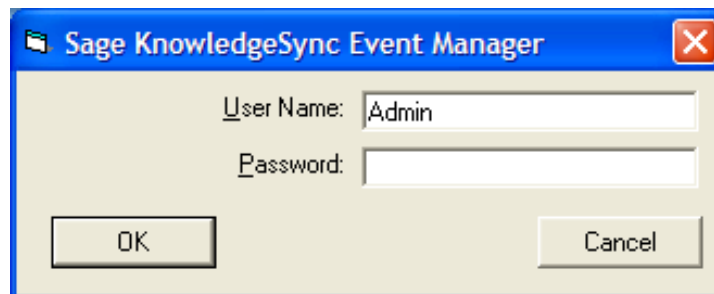 Sage KnowledgeSync Event Manager
User Name: Admin
Password:
OK Cancel